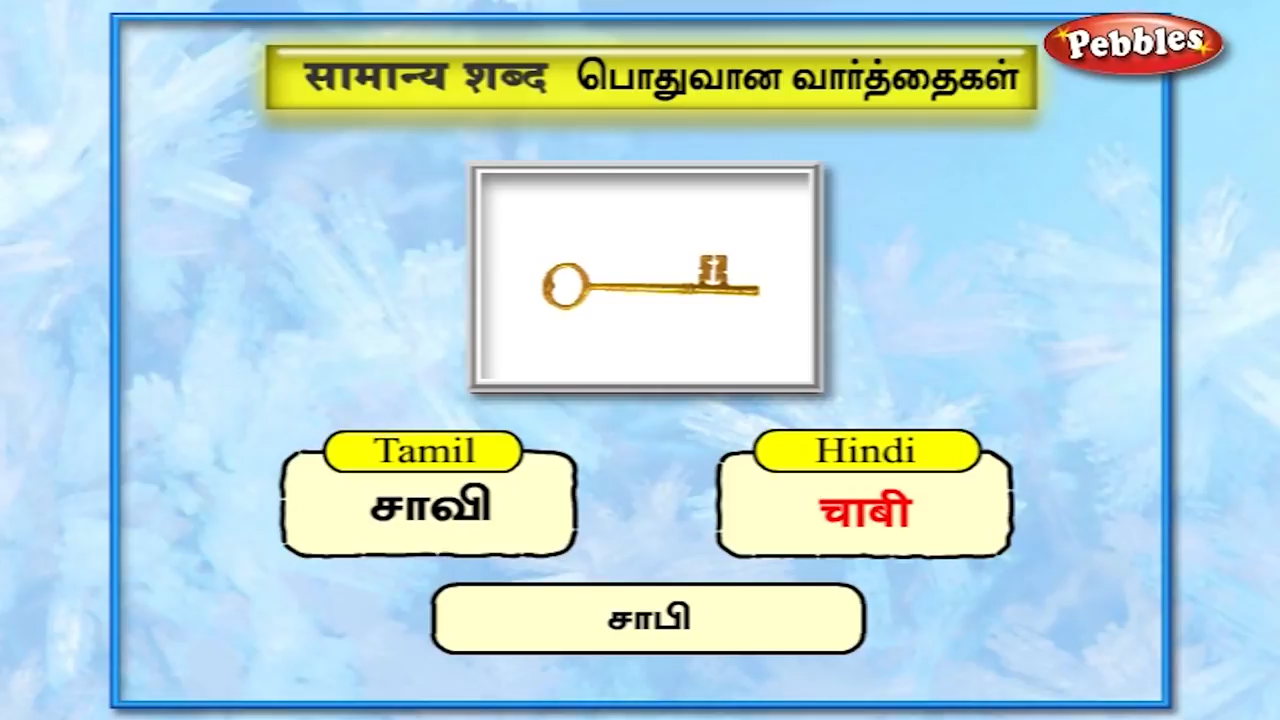 सामान्य शब्द பொதுவான வார்த்தைகள்
Pebbles
Tamil
சாவி
Hindi
चाबी
சாபி